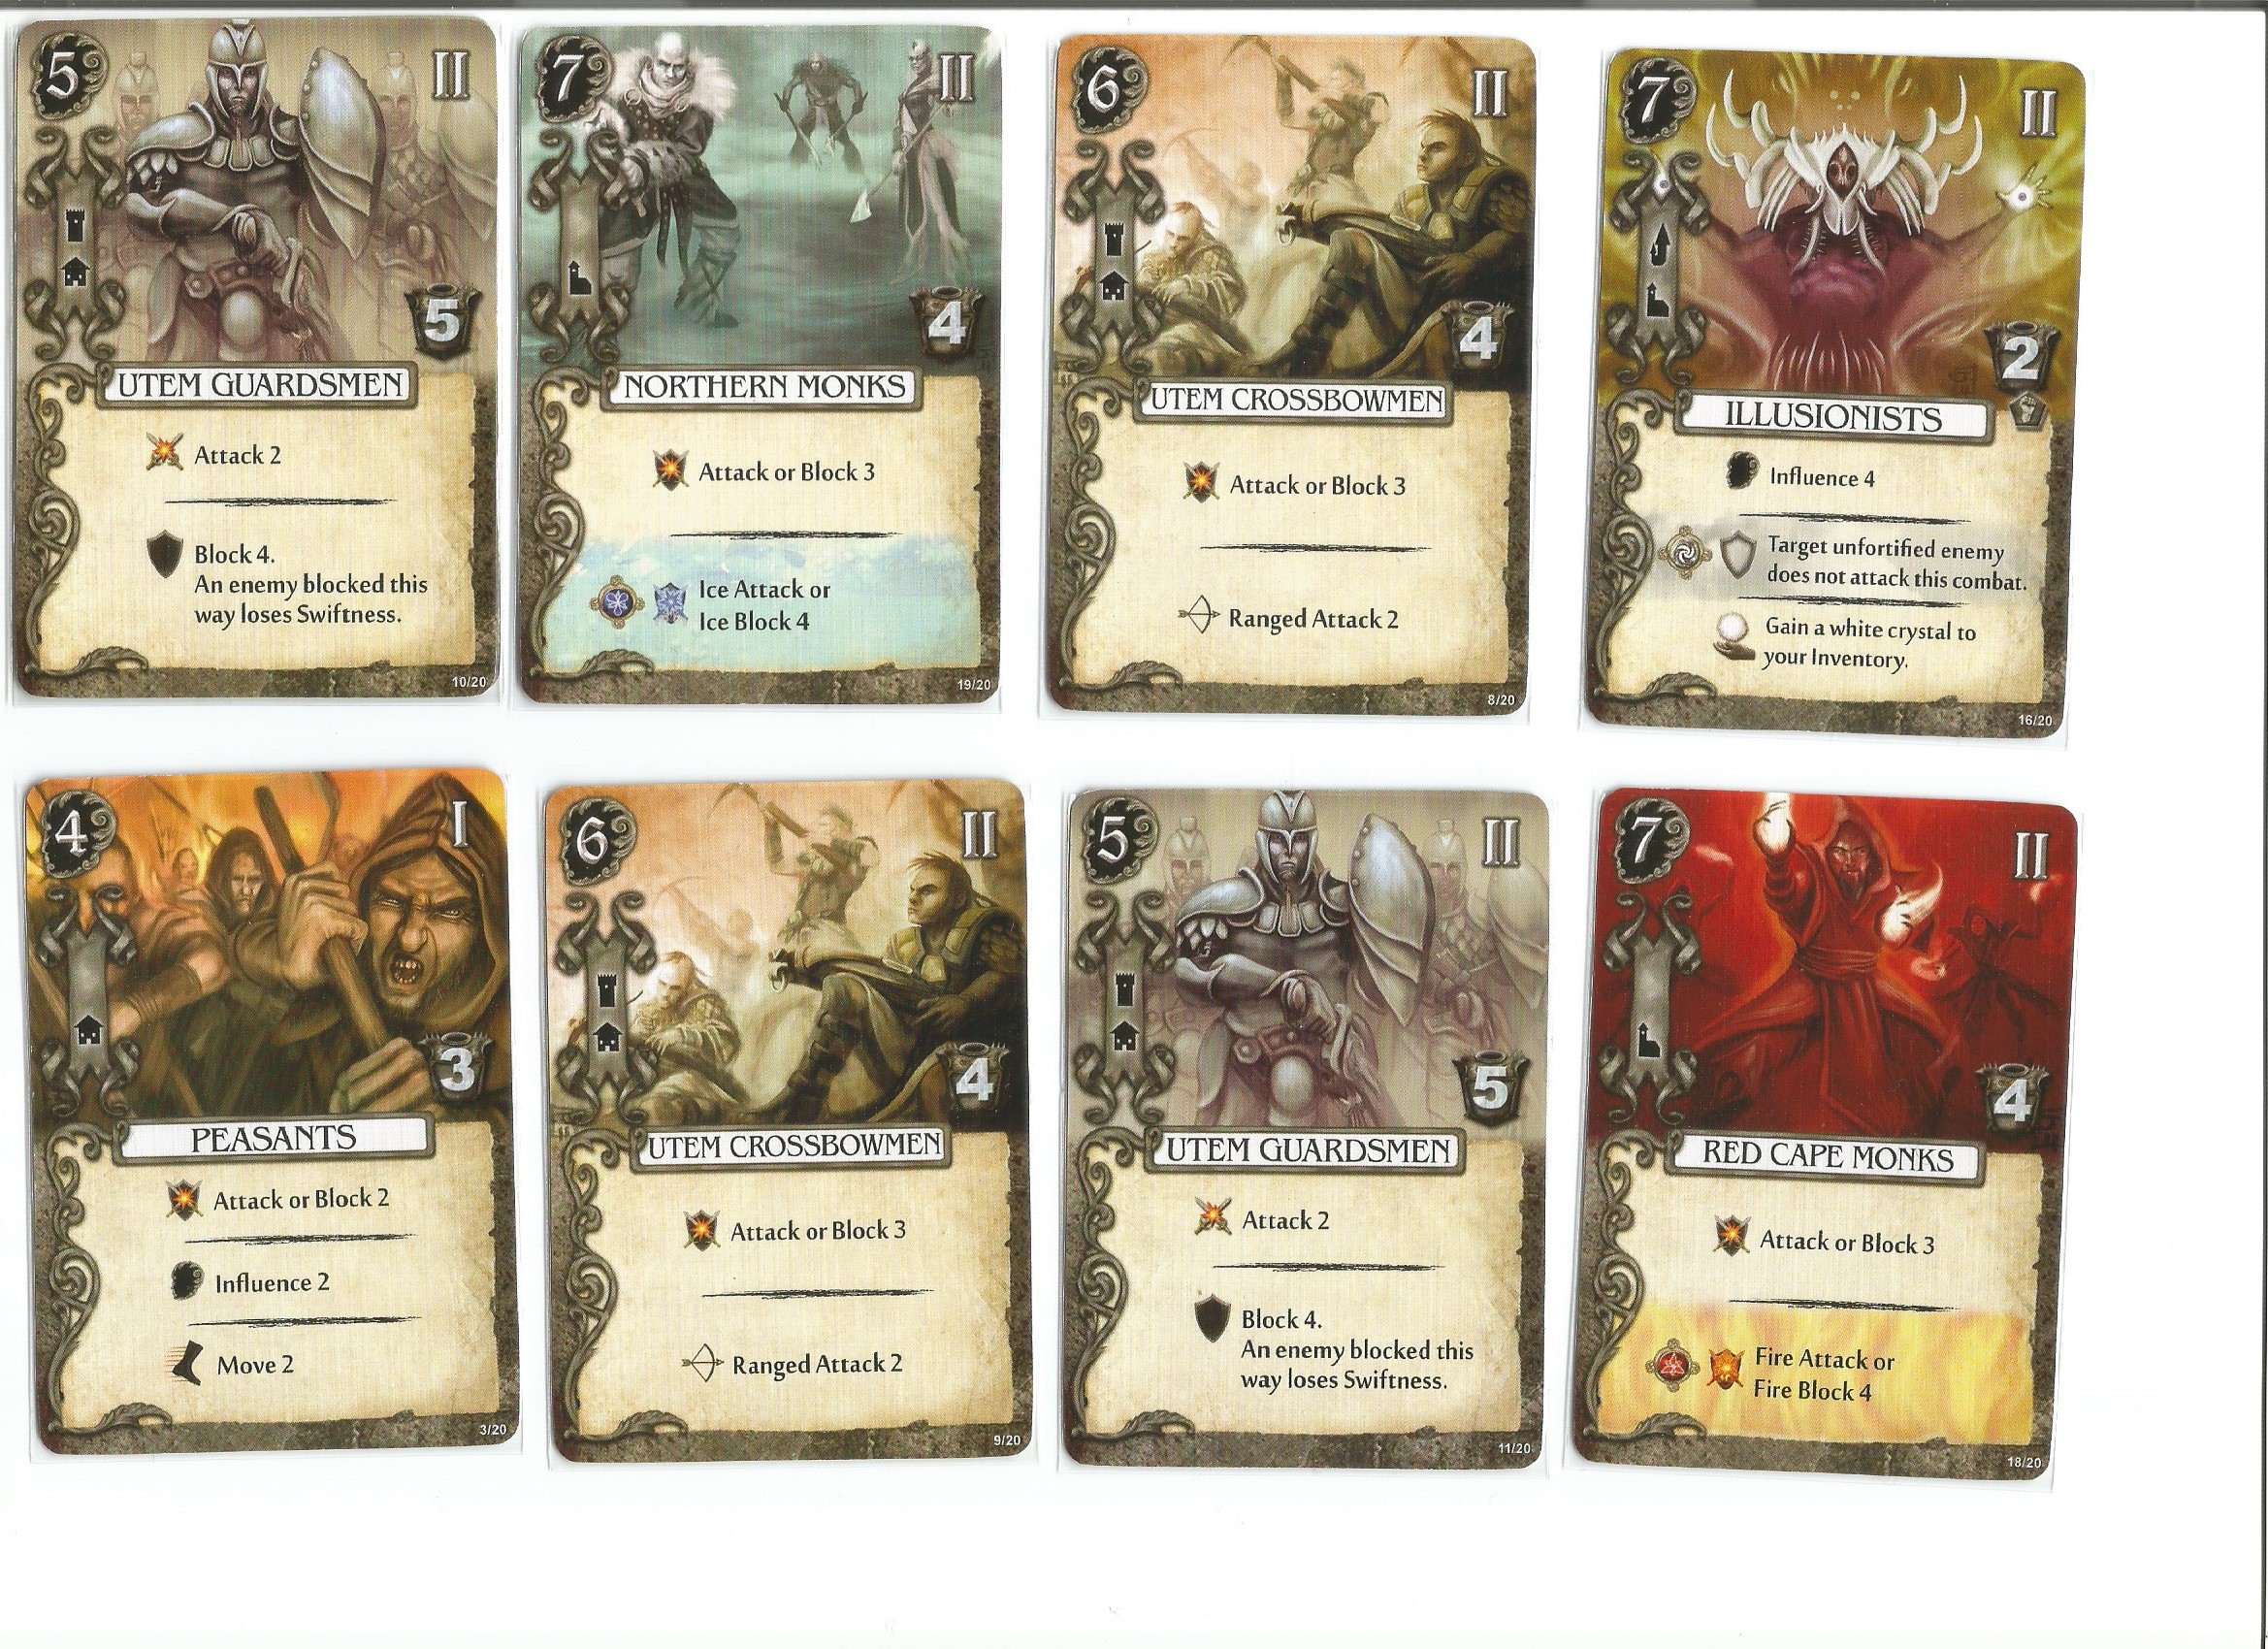 5
II
5
UTEM GUARDSMEN
Attack 2
Block 4.
An enemy blocked this
way loses Swiftness.
10/20
7
II
4
NORTHERN MONKS
Attack or Block 3
Ice Attack or
Ice Block 4
19/20
6
II
4
UTEM CROSSBOWMEN
Attack or Block 3
Ranged Attack 2
8/20
7
II
2
ILLUSIONISTS
Influence 4
Target unfortified enemy
does not attack this combat.
Gain a white crystal to
your Inventory.
16/20
4
I
3
PEASANTS
Attack or Block 2
Influence 2
Move 2
3/20
6
II
4
UTEM CROSSBOWMEN
Attack or Block 3
Ranged Attack 2
9/20
5
II
5
UTEM GUARDSMEN
Attack 2
Block 4.
An enemy blocked this
way loses Swiftness.
11/20
7
II
4
RED CAPE MONKS
Attack or Block 3
Fire Attack or
Fire Block 4
18/20